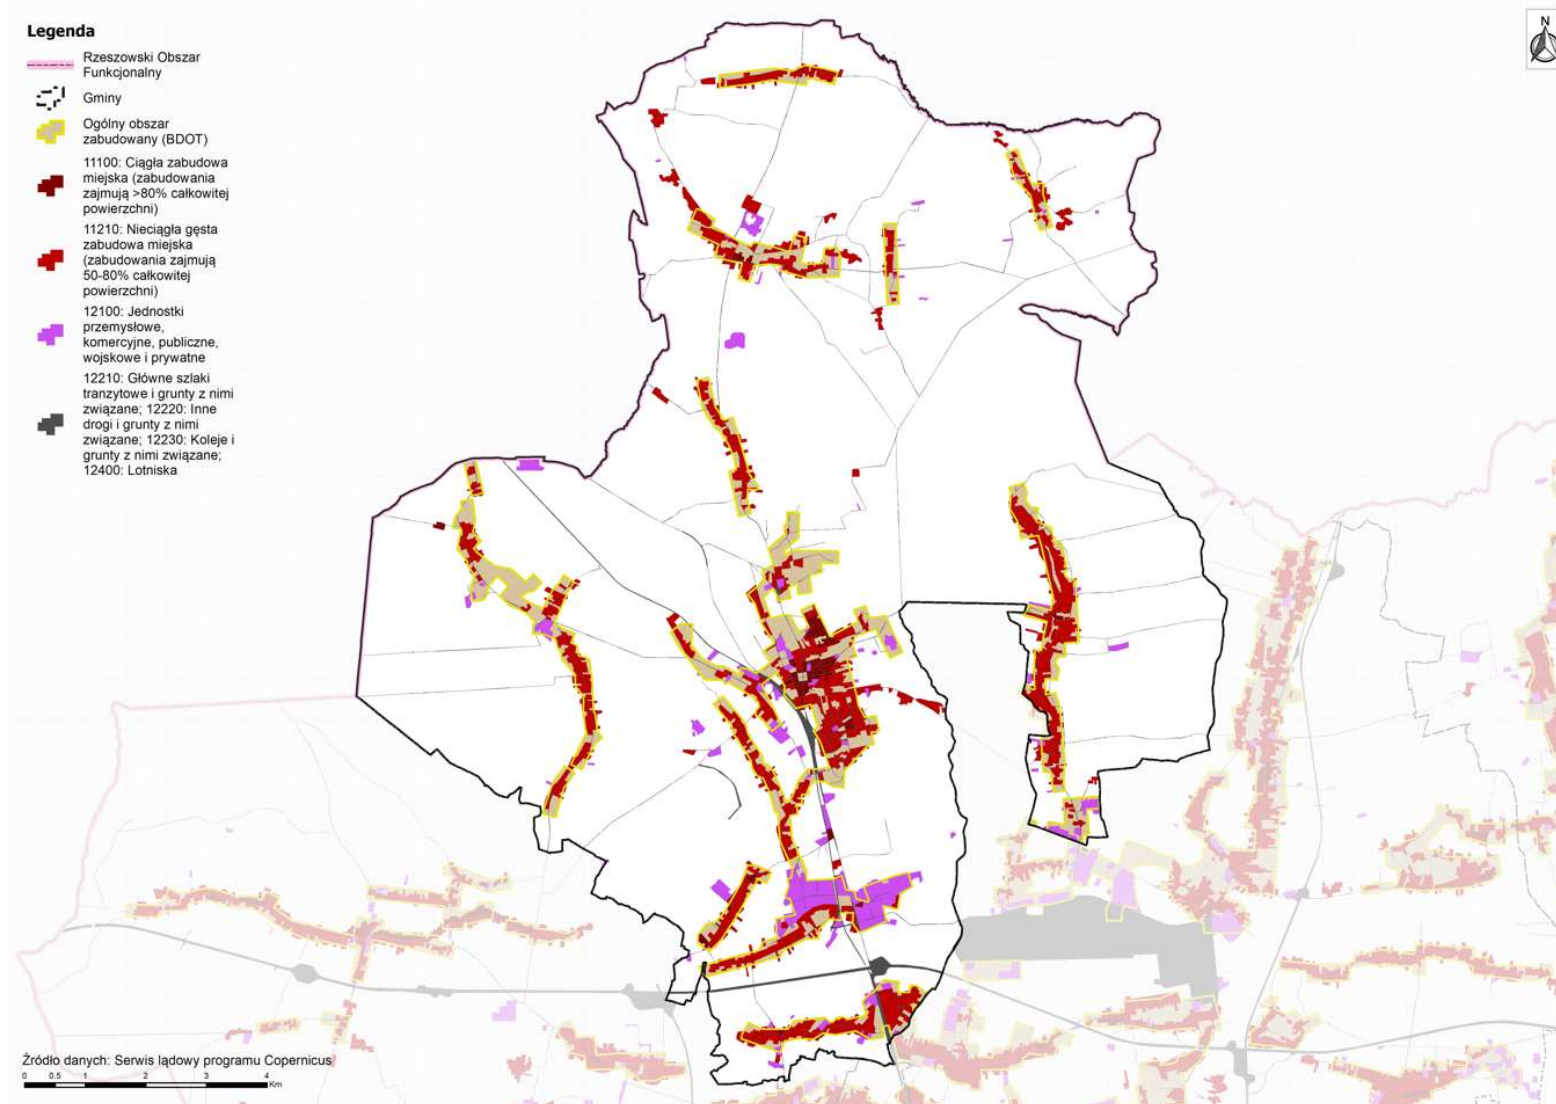 Legenda
Rzeszowski Obszar
Funkcjonalny
Gminy
Ogólny obszar
zabudowany (BDOT)
11100: Ciągła zabudowa
miejska (zabudowania
zajmują >80% całkowitej
powierzchni)
11210: Nieciągła gęsta
zabudowa miejska
(zabudowania zajmują
50-80% całkowitej
powierzchni)
12100: Jednostki
przemysłowe,
komercyjne, publiczne,
wojskowe i prywatne
12210: Główne szlaki
tranzytowe i grunty z nimi
związane; 12220: Inne
drogi i grunty z nimi
związane; 12230: Koleje i
grunty z nimi związane;
12400: Lotniska
N
Źródło danych: Serwis lądowy programu Copernicus
0 0.5 1 2 3 4
Km